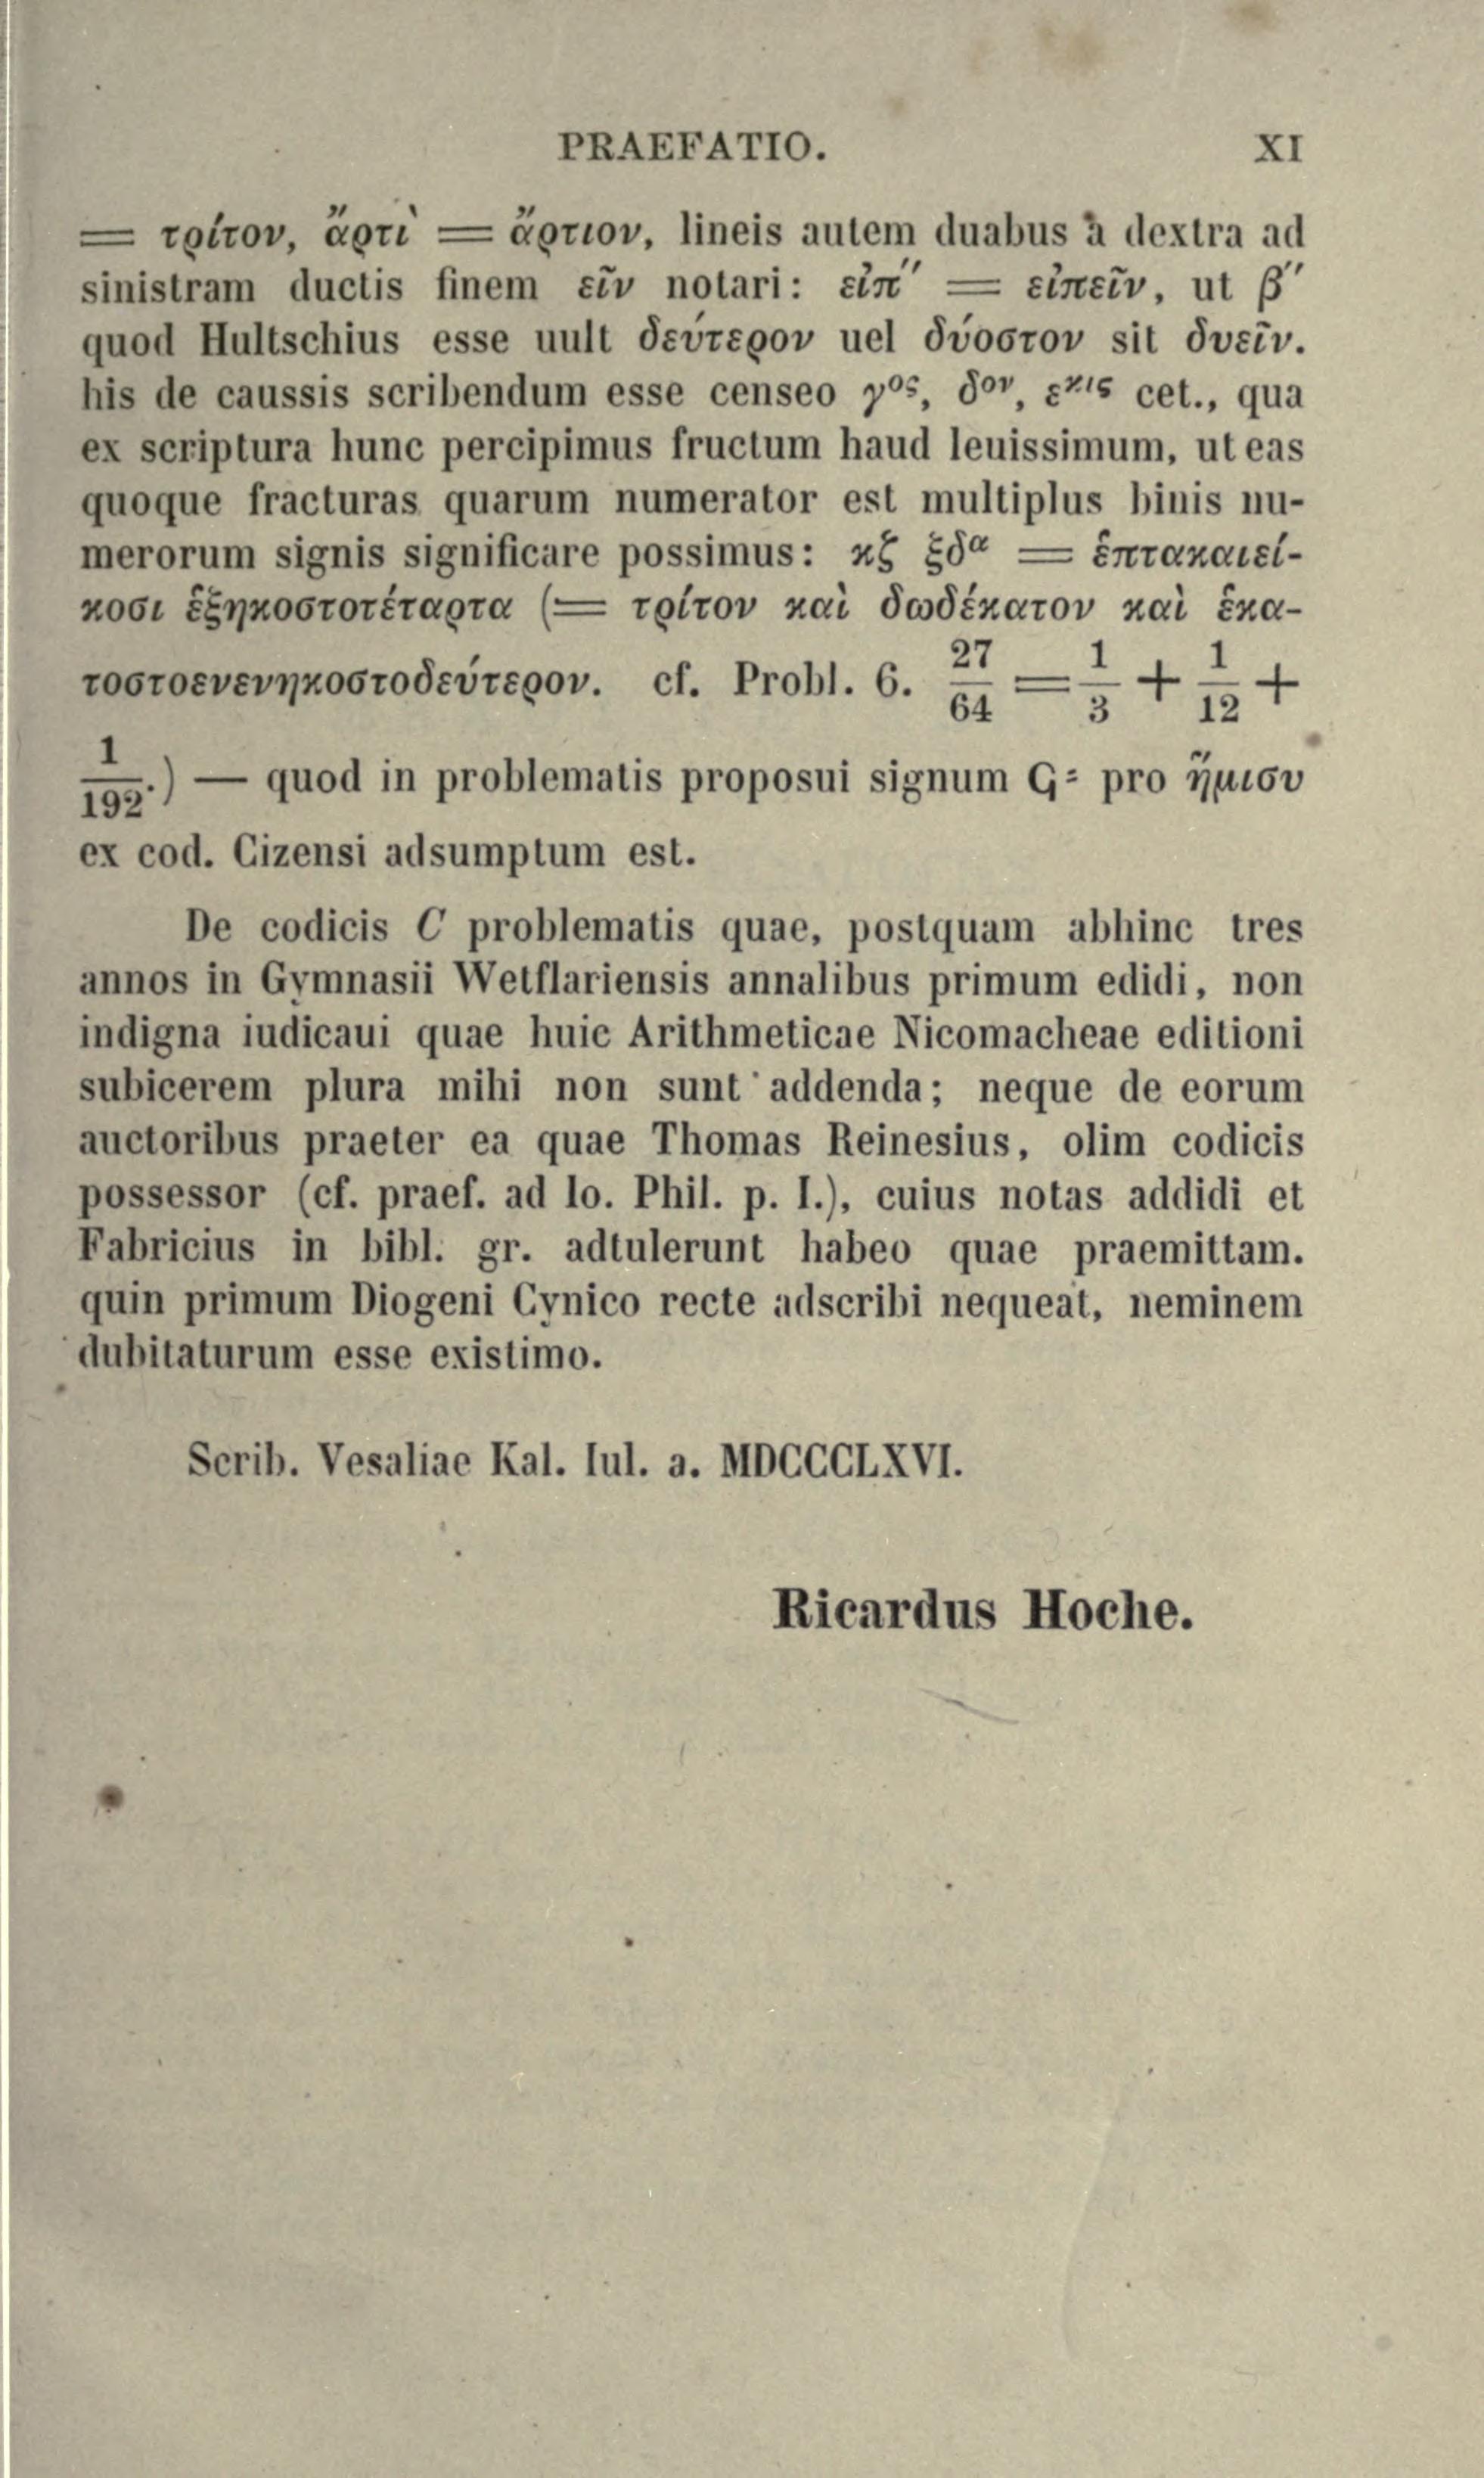 PRAEFATIO. XI
= τρίτον, ἄρτὶ = ἄρτιον, lineis autem duabus a dextra ad
sinistram ductis finem εῖν notari: εἰπ″ = εἰπεῖν, ut β″
quod Hultschius esse uult δεύτερον uel δύοστον sit δυεῖν.
his de caussis scribendum esse censeo γος, δον, εκις cet., qua
ex scriptura hunc percipimus fructum haud leuissimum, ut eas
quoque fracturas quarum numerator est multiplus binis nu-
merorum signis significare possimus: κζ ξδα = ἑπτακαιεί-
κοσι ἑξηκοστοτέταρτα (= τρίτον καὶ δωδέκατον καὶ ἑκα-
τοστοενενηκοστοδεύτερον. cf. Probl. 6. 27/64 = 1/3 + 1/12 +
1/192.) — quod in problematis proposui signum Ϥ= pro ἥμισυ
ex cod. Cizensi adsumptum est.
De codicis C problematis quae, postquam abhinc tres
annos in Gymnasii Wetflariensis annalibus primum edidi, non
indigna iudicaui quae huic Arithmeticae Nicomacheae editioni
subicerem plura mihi non sunt addenda; neque de eorum
auctoribus praeter ea quae Thomas Reinesius, olim codicis
possessor (cf. praef. ad Io. Phil. p. I.), cuius notas addidi et
Fabricius in bibl. gr. adtulerunt habeo quae praemittam.
quin primum Diogeni Cynico recte adscribi nequeat, neminem
dubitaturum esse existimo.
Scrib. Vesaliae Kal. Iul. a. MDCCCLXVI.
Ricardus Hoche.